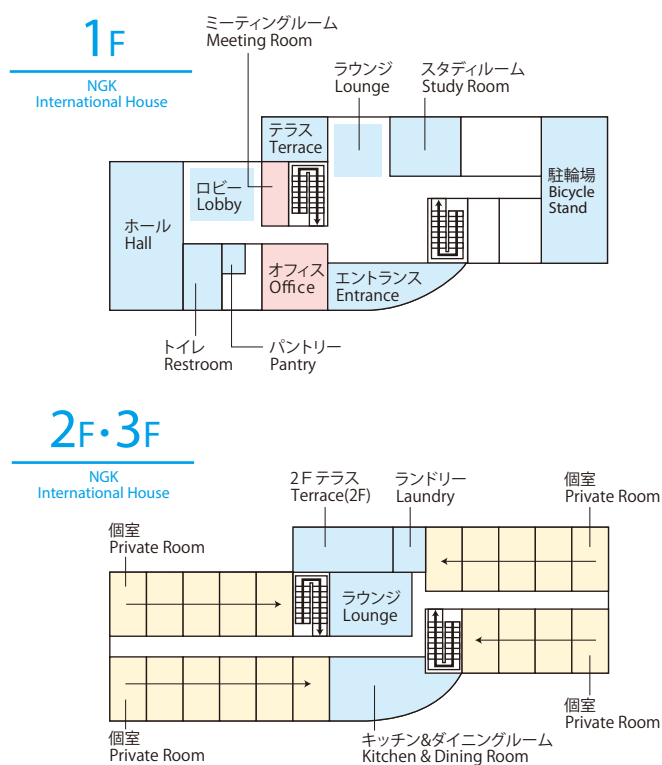 1F
NGK
International House
ミーティングルーム
Meeting Room
ラウンジ
Lounge
スタディルーム
Study Room
テラス
Terrace
駐輪場
Bicycle
Stand
ロビー
Lobby
ホール
Hall
オフィス
Office
エントランス
Entrance
トイレ
Restroom
パントリー
Pantry
2F・3F
NGK
International House
2Fテラス
Terrace(2F)
ランドリー
Laundry
個室
Private Room
個室
Private Room
ラウンジ
Lounge
個室
Private Room
個室
Private Room
キッチン&ダイニングルーム
Kitchen & Dining Room